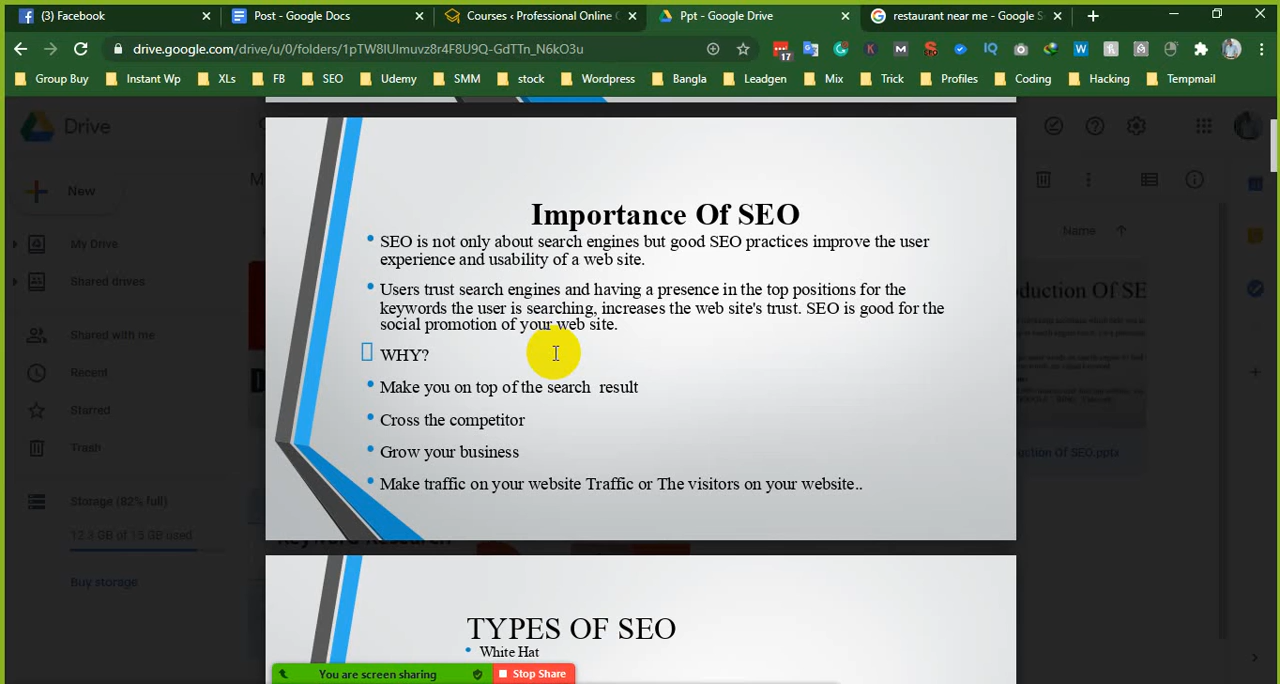 (3) Facebook
Post - Google Docs
Courses ‹ Professional Online C
Ppt - Google Drive
restaurant near me - Google S
drive.google.com/drive/u/0/folders/1pTW8IUlmuvz8r4F8U9Q-GdTTn_N6kO3u
17
Group Buy
Instant Wp
XLs
FB
SEO
Udemy
SMM
stock
Wordpress
Bangla
Leadgen
Mix
Trick
Profiles
Coding
Hacking
Tempmail
Drive
New
My Drive
Shared drives
Shared with me
Recent
Starred
Trash
Storage (82% full)
12.3 GB of 15 GB used
Buy storage
Name
Importance Of SEO
SEO is not only about search engines but good SEO practices improve the user
experience and usability of a web site.
Users trust search engines and having a presence in the top positions for the
keywords the user is searching, increases the web site's trust. SEO is good for the
social promotion of your web site.
WHY?
Make you on top of the search result
Cross the competitor
Grow your business
Make traffic on your website Traffic or The visitors on your website..
TYPES OF SEO
White Hat
You are screen sharing
Stop Share